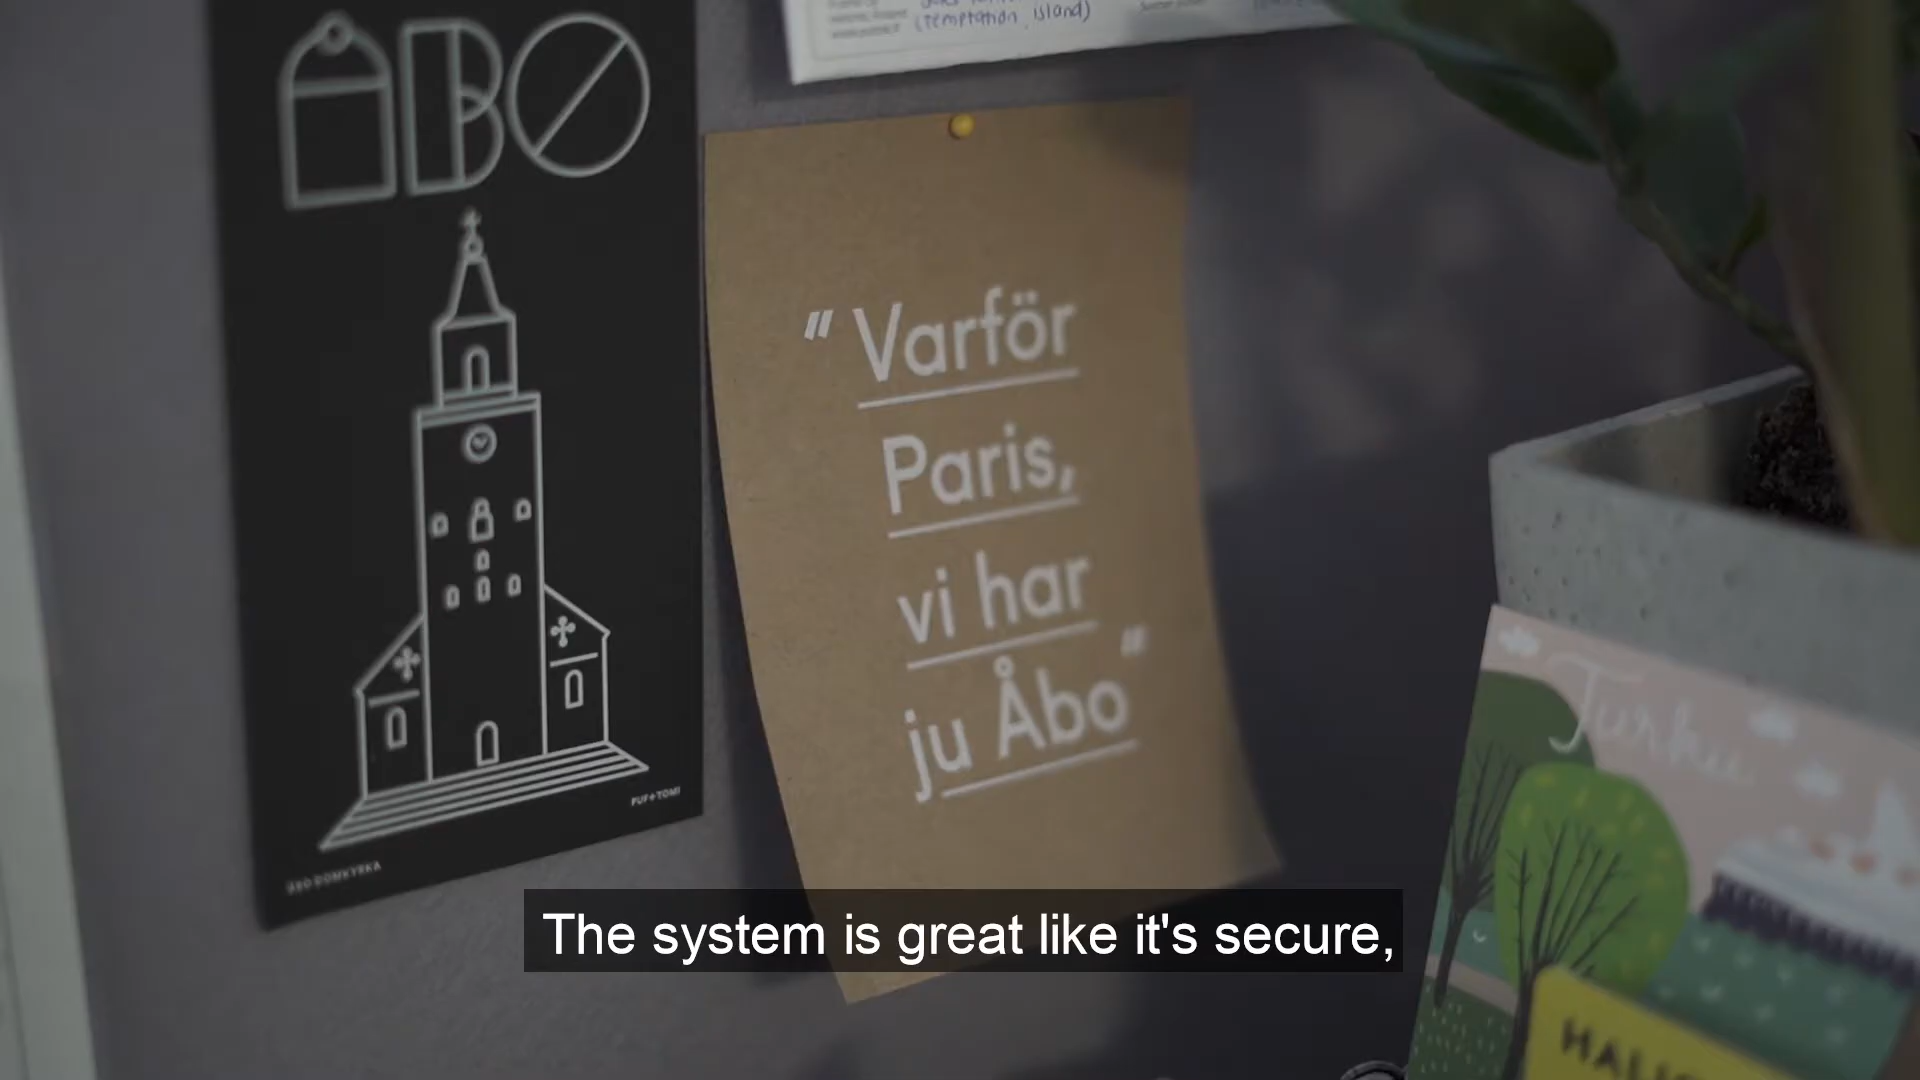 (temptation island)
ÅBO
"Varför
Paris,
vi har
ju Åbo"
PUF+TOMI
ÅBO DOMKYRKA
Turku
The system is great like it's secure,